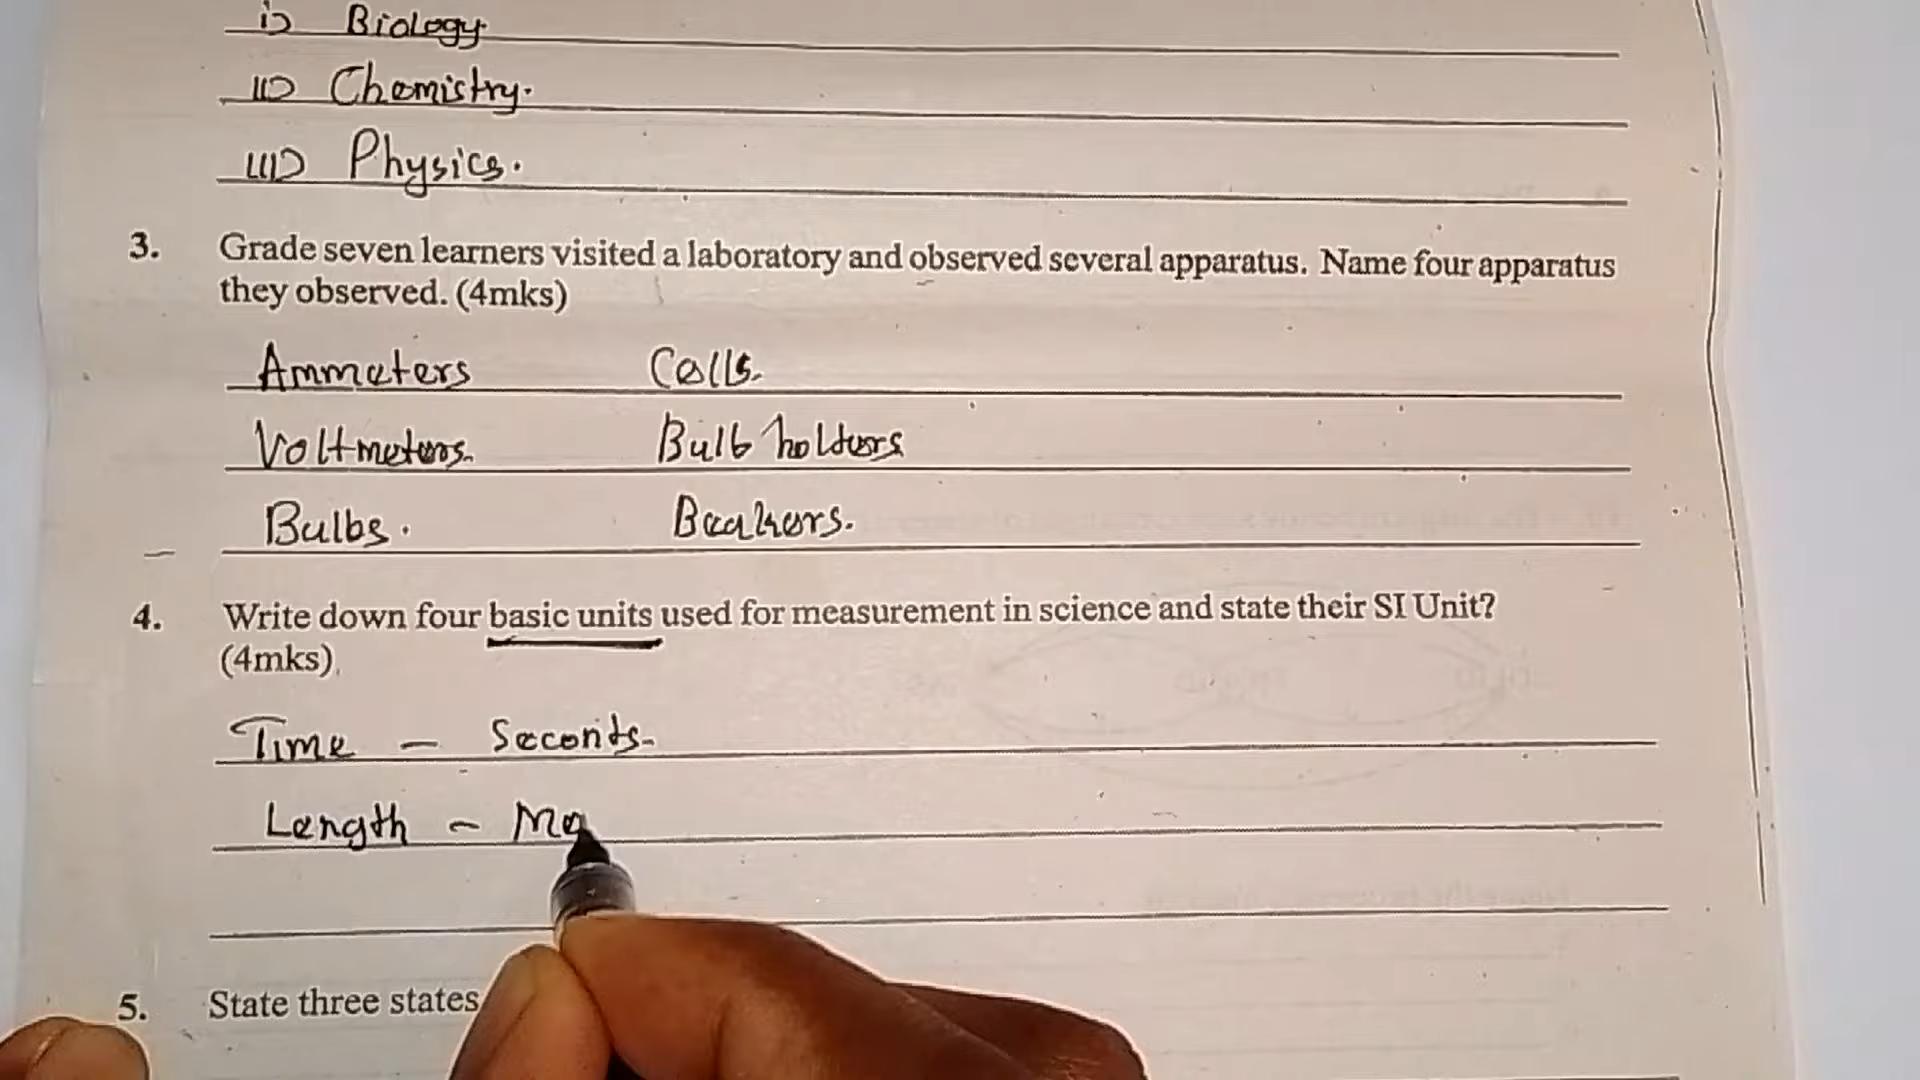 i) Biology.
ii) Chemistry.
iii) Physics.
3. Grade seven learners visited a laboratory and observed several apparatus. Name four apparatus
they observed. (4mks)
Ammeters Cells.
Voltmeters. Bulb holders
Bulbs. Beakers.
4. Write down four basic units used for measurement in science and state their SI Unit?
(4mks)
Time – Seconds.
Length – Me
5. State three states